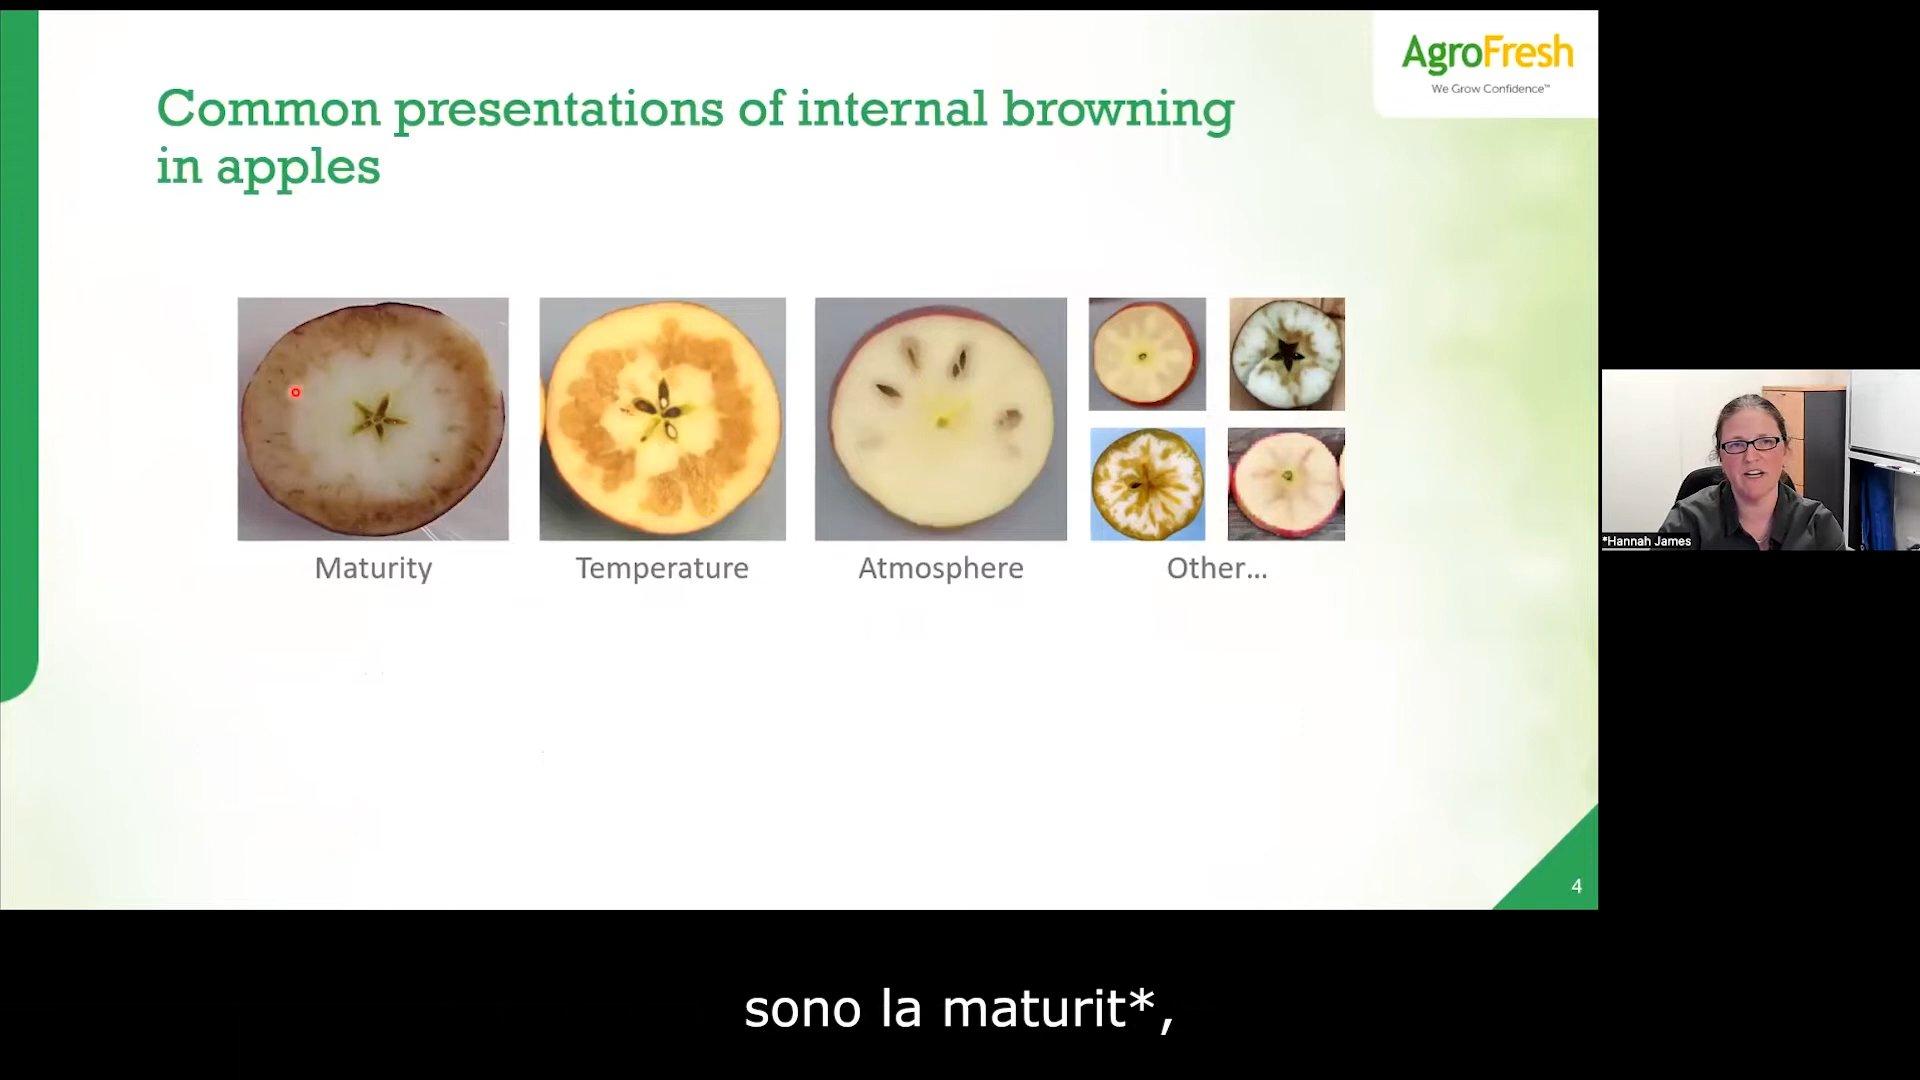 AgroFresh
We Grow Confidence™
Common presentations of internal browning
in apples
Maturity
Temperature
Atmosphere
Other...
*Hannah James
4
sono la maturit*,